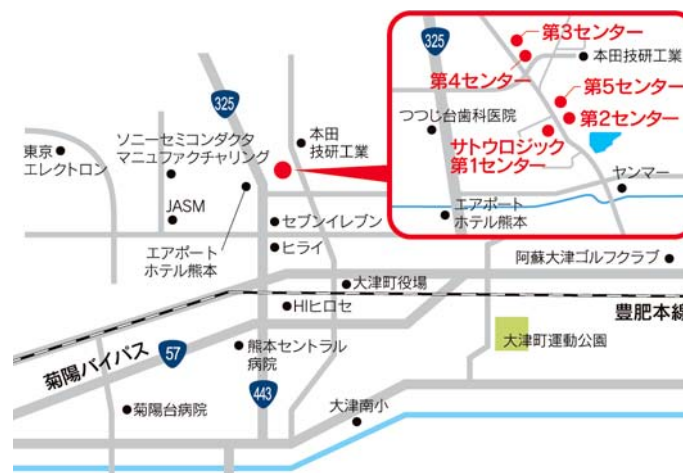 325
東京
エレクトロン
ソニーセミコンダクタ
マニュファクチャリング
JASM
エアポート
ホテル熊本
本田
技研工業
セブンイレブン
ヒライ
大津町役場
HIヒロセ
菊陽バイパス
57
熊本セントラル
病院
443
菊陽台病院
大津南小
阿蘇大津ゴルフクラブ
豊肥本線
大津町運動公園
325
第3センター
本田技研工業
第4センター
第5センター
つつじ台歯科医院
第2センター
サトウロジック
第1センター
ヤンマー
エアポート
ホテル熊本